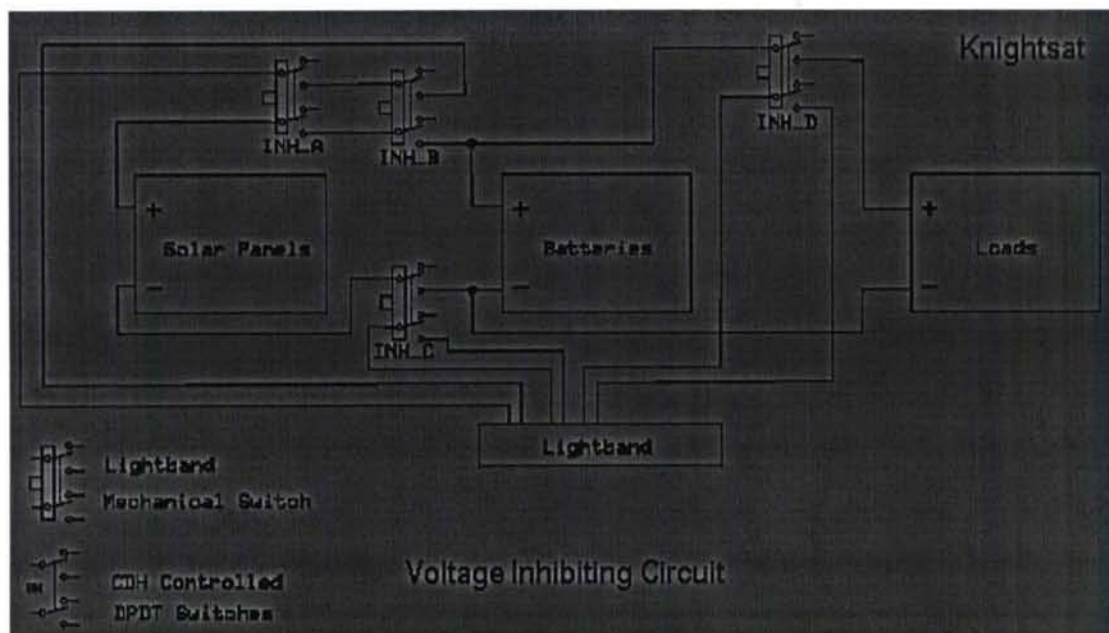 Knightsat
INH_A
INH_B
INH_D
+
Solar Panels
−
+
Batteries
−
+
Loads
−
INH_C
Lightband
Lightband
Mechanical Switch
CDH Controlled
DPDT Switches
Voltage Inhibiting Circuit